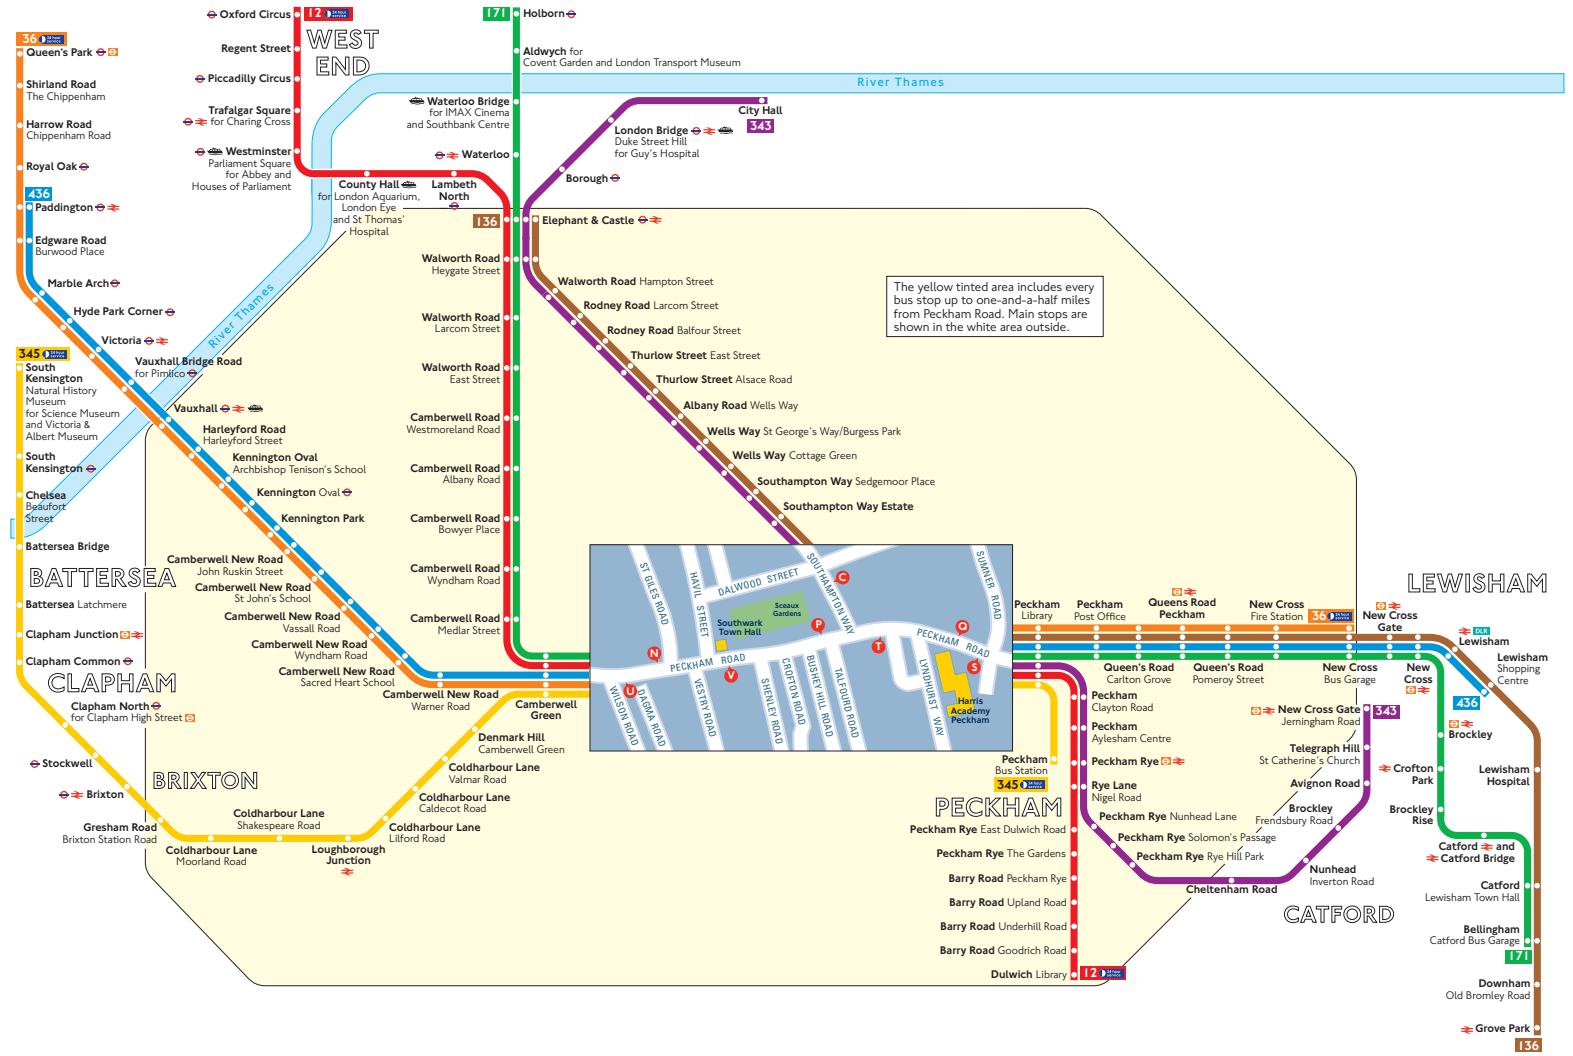 Oxford Circus
12 24 hour service
171
Holborn
WEST END
36 24 hour service
Queen's Park
Regent Street
Aldwych for
Covent Garden and London Transport Museum
Shirland Road
The Chippenham
Piccadilly Circus
River Thames
Trafalgar Square
for Charing Cross
Waterloo Bridge
for IMAX Cinema
and Southbank Centre
City Hall
343
Harrow Road
Chippenham Road
London Bridge
Duke Street Hill
for Guy's Hospital
Royal Oak
Westminster
Parliament Square
for Abbey and
Houses of Parliament
Waterloo
Borough
County Hall
for London Aquarium,
London Eye
and St Thomas'
Hospital
Lambeth
North
436
Paddington
136
Elephant & Castle
Edgware Road
Burwood Place
Walworth Road
Heygate Street
Marble Arch
Walworth Road Hampton Street
Hyde Park Corner
Rodney Road Larcom Street
The yellow tinted area includes every
bus stop up to one-and-a-half miles
from Peckham Road. Main stops are
shown in the white area outside.
River Thames
Walworth Road
Larcom Street
Rodney Road Balfour Street
Victoria
Thurlow Street East Street
345 24 hour service
Vauxhall Bridge Road
for Pimlico
Walworth Road
East Street
Thurlow Street Alsace Road
South
Kensington
Natural History
Museum
for Science Museum
and Victoria &
Albert Museum
Vauxhall
Camberwell Road
Westmoreland Road
Albany Road Wells Way
Harleyford Road
Harleyford Street
Wells Way St George's Way/Burgess Park
South
Kensington
Kennington Oval
Archbishop Tenison's School
Camberwell Road
Albany Road
Wells Way Cottage Green
Chelsea
Beaufort
Street
Kennington Oval
Southampton Way Sedgemoor Place
Kennington Park
Camberwell Road
Bowyer Place
Southampton Way Estate
Battersea Bridge
BATTERSEA
Camberwell New Road
John Ruskin Street
Camberwell Road
Wyndham Road
Battersea Latchmere
Camberwell New Road
St John's School
Camberwell New Road
Vassall Road
Camberwell Road
Medlar Street
Clapham Junction
Camberwell New Road
Wyndham Road
Clapham Common
Camberwell New Road
Sacred Heart School
CLAPHAM
Camberwell New Road
Warner Road
Camberwell
Green
Clapham North
for Clapham High Street
Denmark Hill
Camberwell Green
Stockwell
Coldharbour Lane
Valmar Road
BRIXTON
Brixton
Coldharbour Lane
Caldecot Road
Gresham Road
Brixton Station Road
Coldharbour Lane
Shakespeare Road
Coldharbour Lane
Lilford Road
Coldharbour Lane
Moorland Road
Loughborough
Junction
ST GILES ROAD
HAVIL STREET
DALWOOD STREET
SOUTHAMPTON WAY
SUMNER ROAD
C
Sceaux
Gardens
Southwark
Town Hall
P
Q
N
T
S
PECKHAM ROAD
PECKHAM ROAD
U
V
WILSON ROAD
DAGMA ROAD
VESTRY ROAD
SHENLEY ROAD
CROFTON ROAD
BUSHEY HILL ROAD
TALFOURD ROAD
LYNDHURST WAY
Harris
Academy
Peckham
Peckham
Library
Peckham
Post Office
Queens Road
Peckham
New Cross
Fire Station
36 24 hour service
New Cross
Gate
LEWISHAM
DLR
Lewisham
Lewisham
Shopping
Centre
Queen's Road
Carlton Grove
Queen's Road
Pomeroy Street
New Cross
Bus Garage
New
Cross
436
Peckham
Clayton Road
New Cross Gate
Jerningham Road
343
Peckham
Aylesham Centre
Brockley
Telegraph Hill
St Catherine's Church
Peckham
Bus Station
345 24 hour service
Peckham Rye
Crofton
Park
Lewisham
Hospital
Rye Lane
Nigel Road
Avignon Road
PECKHAM
Peckham Rye Nunhead Lane
Brockley
Frendsbury Road
Brockley
Rise
Peckham Rye East Dulwich Road
Peckham Rye Solomon's Passage
Peckham Rye The Gardens
Peckham Rye Rye Hill Park
Catford and
Catford Bridge
Barry Road Peckham Rye
Nunhead
Inverton Road
Cheltenham Road
Catford
Lewisham Town Hall
Barry Road Upland Road
CATFORD
Barry Road Underhill Road
Bellingham
Catford Bus Garage
171
Barry Road Goodrich Road
Dulwich Library
12 24 hour service
Downham
Old Bromley Road
Grove Park
136